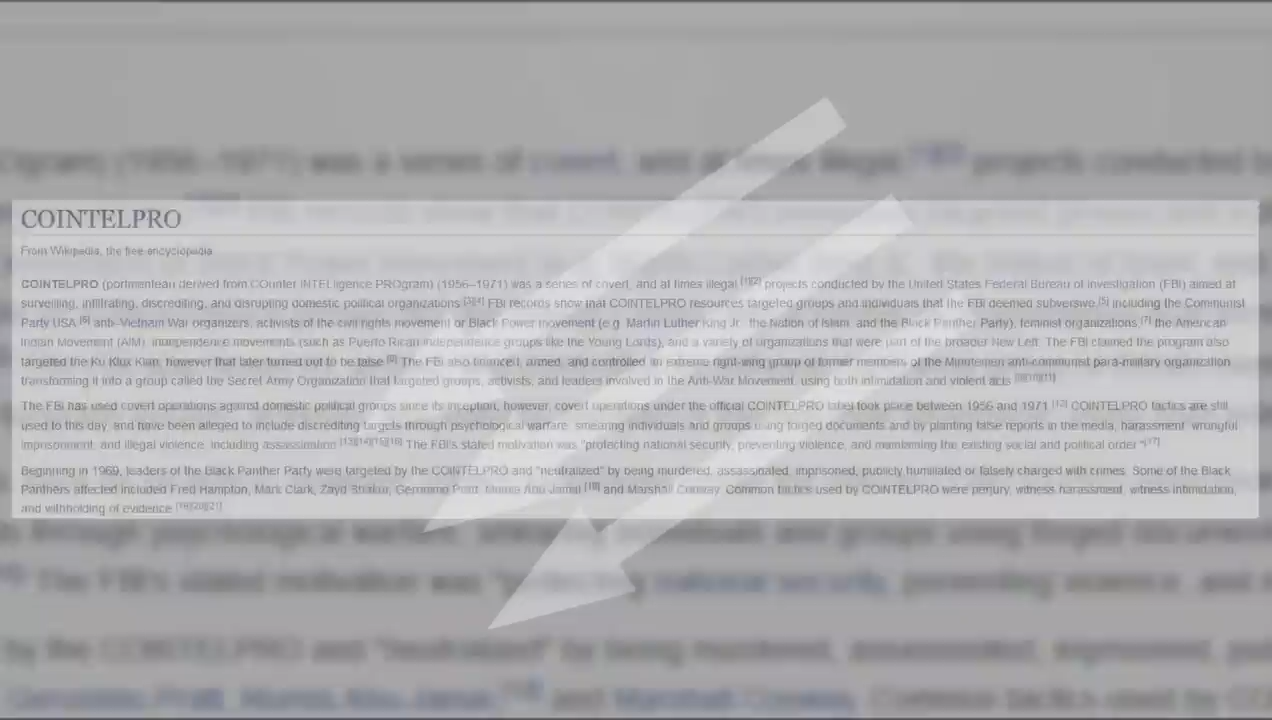 COINTELPRO
From Wikipedia, the free encyclopedia
COINTELPRO (portmanteau derived from COunter INTELligence PROgram) (1956–1971) was a series of covert, and at times illegal,[1][2] projects conducted by the United States Federal Bureau of Investigation (FBI) aimed at
surveilling, infiltrating, discrediting, and disrupting domestic political organizations.[3][4] FBI records show that COINTELPRO resources targeted groups and individuals that the FBI deemed subversive,[5] including the Communist
Party USA,[6] anti–Vietnam War organizers, activists of the civil rights movement or Black Power movement (e.g. Martin Luther King Jr., the Nation of Islam, and the Black Panther Party), feminist organizations,[7] the American
Indian Movement (AIM), independence movements (such as Puerto Rican independence groups like the Young Lords), and a variety of organizations that were part of the broader New Left. The FBI claimed the program also
targeted the Ku Klux Klan, however that later turned out to be false. The FBI also financed, armed, and controlled an extreme right-wing group of former members of the Minutemen anti-communist para-military organization
transforming it into a group called the Secret Army Organization that targeted groups, activists, and leaders involved in the Anti-War Movement, using both intimidation and violent acts.
The FBI has used covert operations against domestic political groups since its inception, however, covert operations under the official COINTELPRO label took place between 1956 and 1971.[12] COINTELPRO tactics are still
used to this day, and have been alleged to include discrediting targets through psychological warfare; smearing individuals and groups using forged documents and by planting false reports in the media; harassment; wrongful
imprisonment; and illegal violence, including assassination.[13][14][15][16] The FBI's stated motivation was "protecting national security, preventing violence, and maintaining the existing social and political order."[17]
Beginning in 1969, leaders of the Black Panther Party were targeted by the COINTELPRO and "neutralized" by being murdered, assassinated, imprisoned, publicly humiliated or falsely charged with crimes. Some of the Black
Panthers affected included Fred Hampton, Mark Clark, Zayd Shakur, Geronimo Pratt, Mumia Abu-Jamal,[18] and Marshall Conway. Common tactics used by COINTELPRO were perjury, witness harassment, witness intimidation,
and withholding of evidence.[19][20][21]